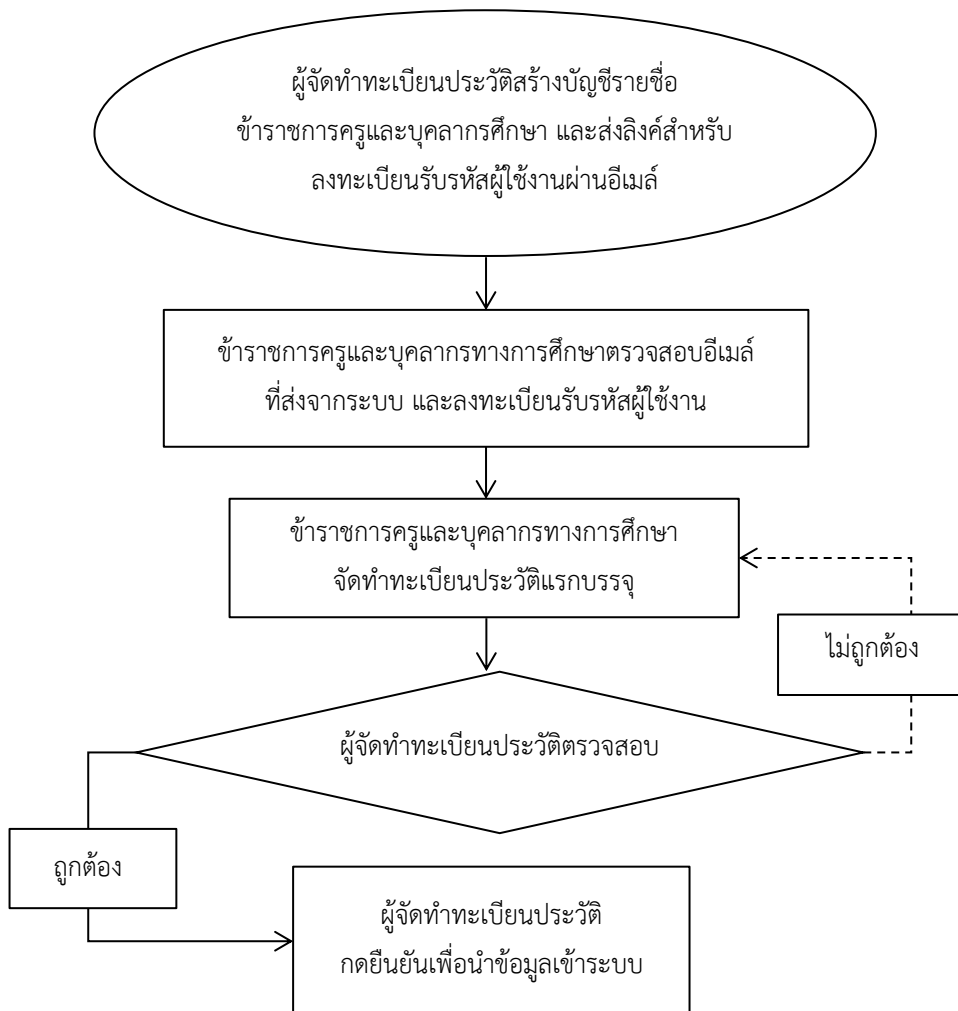 ผู้จัดทำทะเบียนประวัติสร้างบัญชีรายชื่อ
ข้าราชการครูและบุคลากรศึกษา และส่งลิงค์สำหรับ
ลงทะเบียนรับรหัสผู้ใช้งานผ่านอีเมล์
ข้าราชการครูและบุคลากรทางการศึกษาตรวจสอบอีเมล์
ที่ส่งจากระบบ และลงทะเบียนรับรหัสผู้ใช้งาน
ข้าราชการครูและบุคลากรทางการศึกษา
จัดทำทะเบียนประวัติแรกบรรจุ
ไม่ถูกต้อง
ผู้จัดทำทะเบียนประวัติตรวจสอบ
ถูกต้อง
ผู้จัดทำทะเบียนประวัติ
กดยืนยันเพื่อนำข้อมูลเข้าระบบ